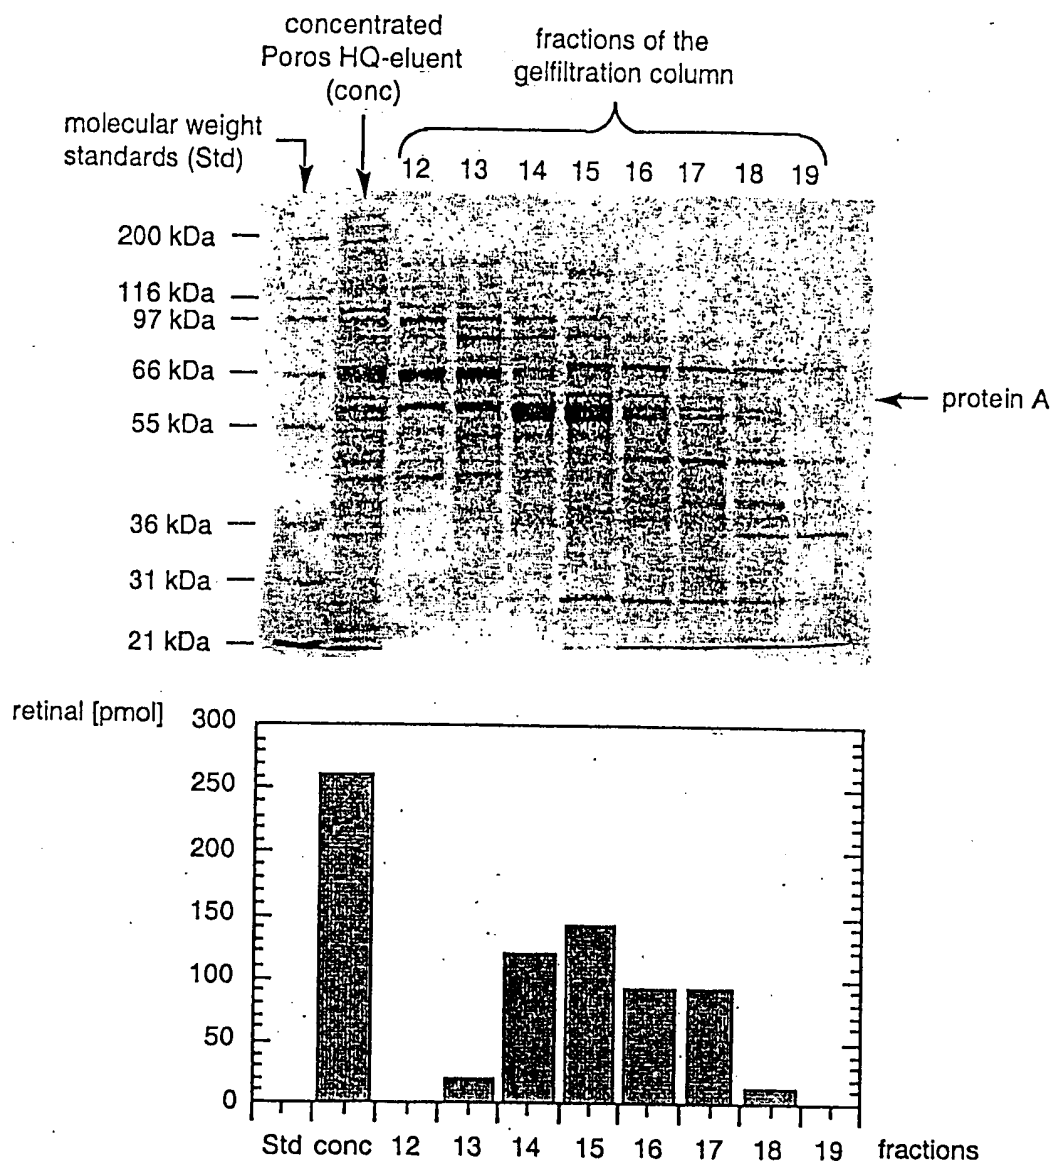 concentrated
Poros HQ-eluent
(conc)
fractions of the
gelfiltration column
molecular weight
standards (Std)
12 13 14 15 16 17 18 19
200 kDa
116 kDa
97 kDa
66 kDa
protein A
55 kDa
36 kDa
31 kDa
21 kDa
retinal [pmol]
300
250
200
150
100
50
0
Std conc 12 13 14 15 16 17 18 19 fractions